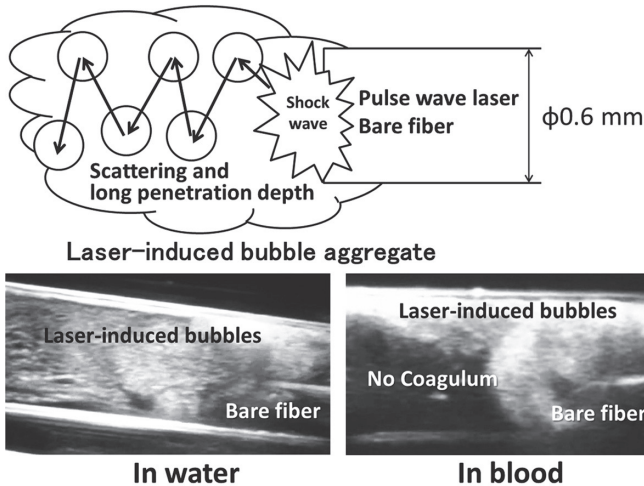 Shock
wave
Pulse wave laser
Bare fiber
ϕ0.6 mm
Scattering and
long penetration depth
Laser-induced bubble aggregate
Laser-induced bubbles
Bare fiber
In water
Laser-induced bubbles
No Coagulum
Bare fiber
In blood